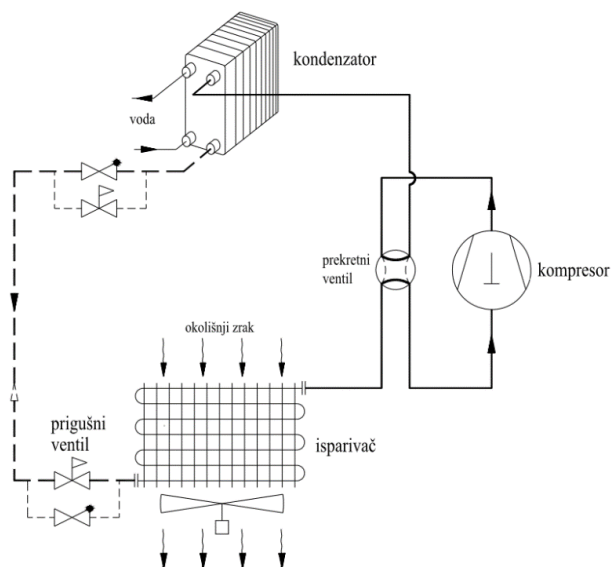 kondenzator
voda
prekretni
ventil
kompresor
okolišnji zrak
prigušni
ventil
isparivač